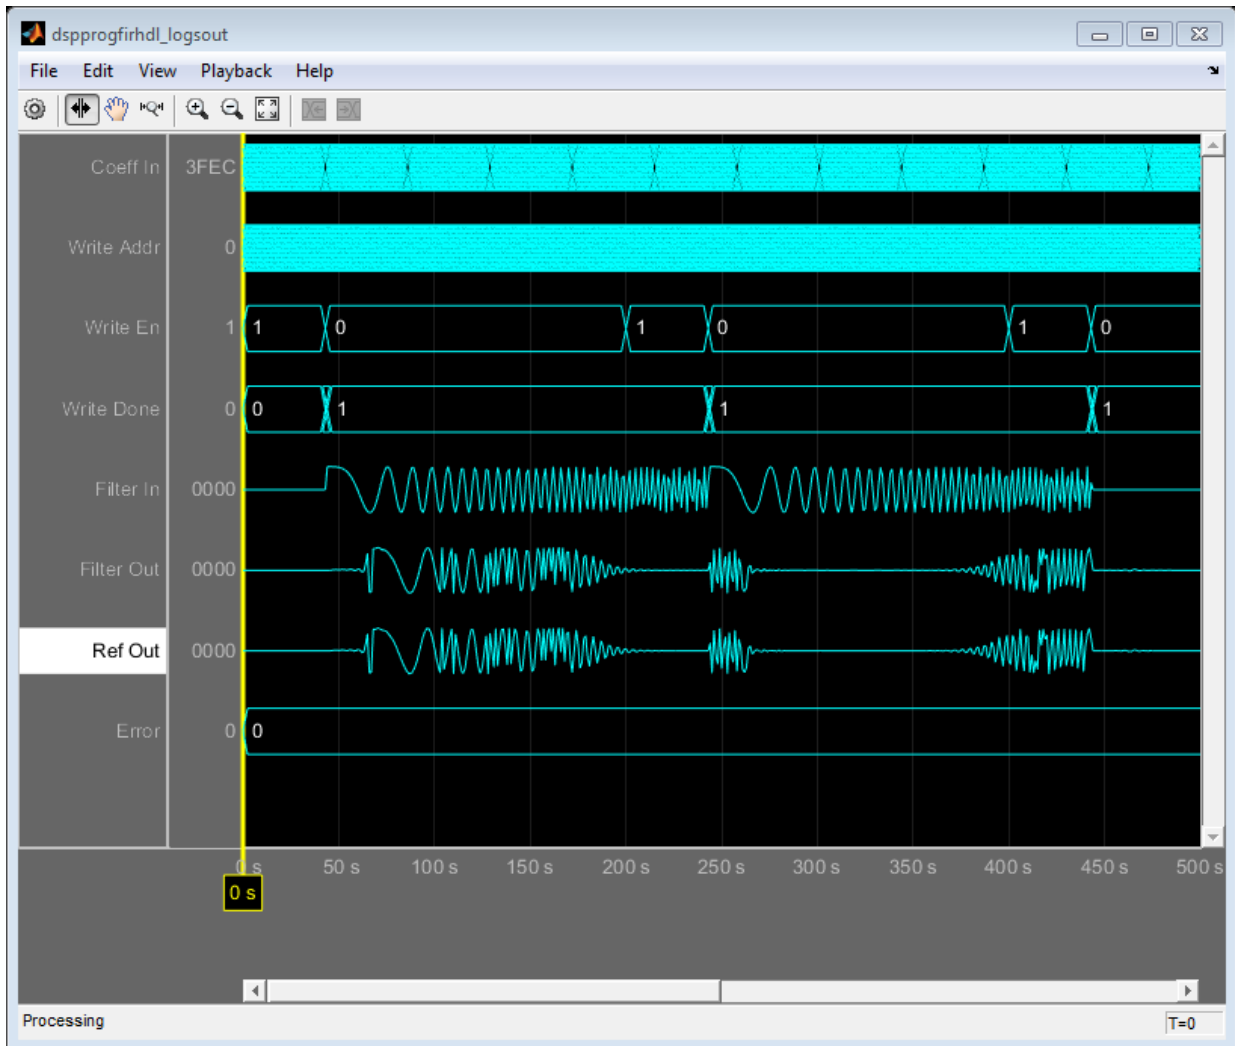 dspprogfirhdl_logsout
File Edit View Playback Help
Coeff In 3FEC
Write Addr 0
Write En 1 1 0 1 0 1 0
Write Done 0 0 1 1 1
Filter In 0000
Filter Out 0000
Ref Out 0000
Error 0 0
0 s 50 s 100 s 150 s 200 s 250 s 300 s 350 s 400 s 450 s 500 s
0 s
Processing T=0